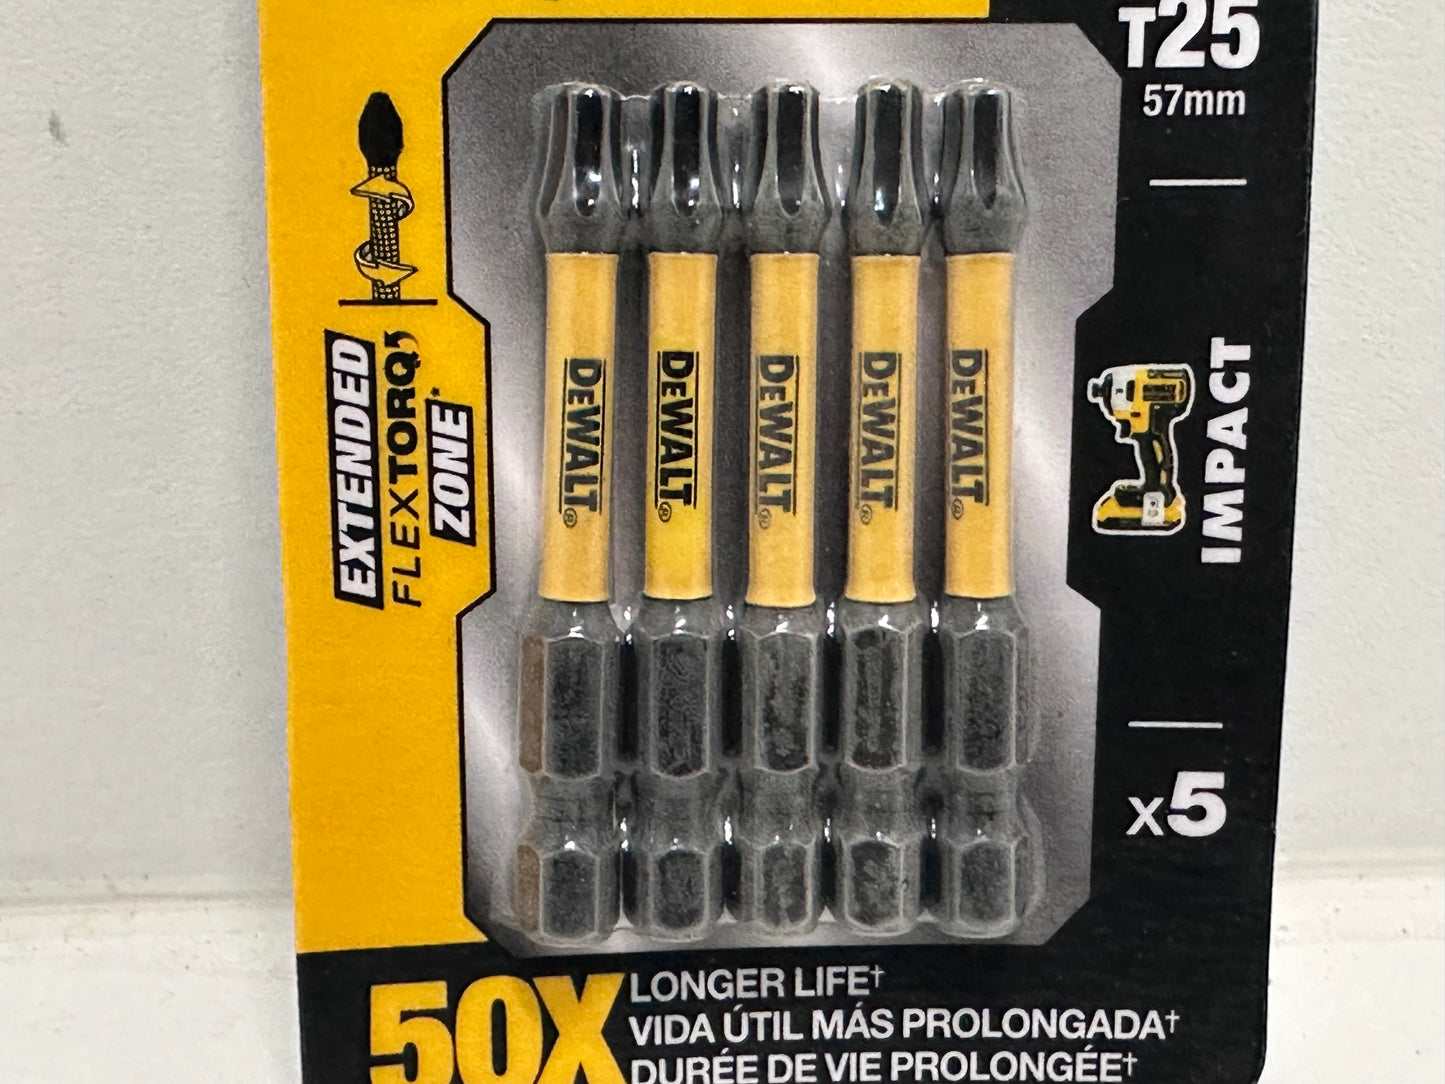 T25
57mm
EXTENDED
FLEXTORQ
ZONE*
DEWALT®
DEWALT®
DEWALT®
DEWALT®
DEWALT®
IMPACT
x5
50X
LONGER LIFE†
VIDA ÚTIL MÁS PROLONGADA†
DURÉE DE VIE PROLONGÉE†